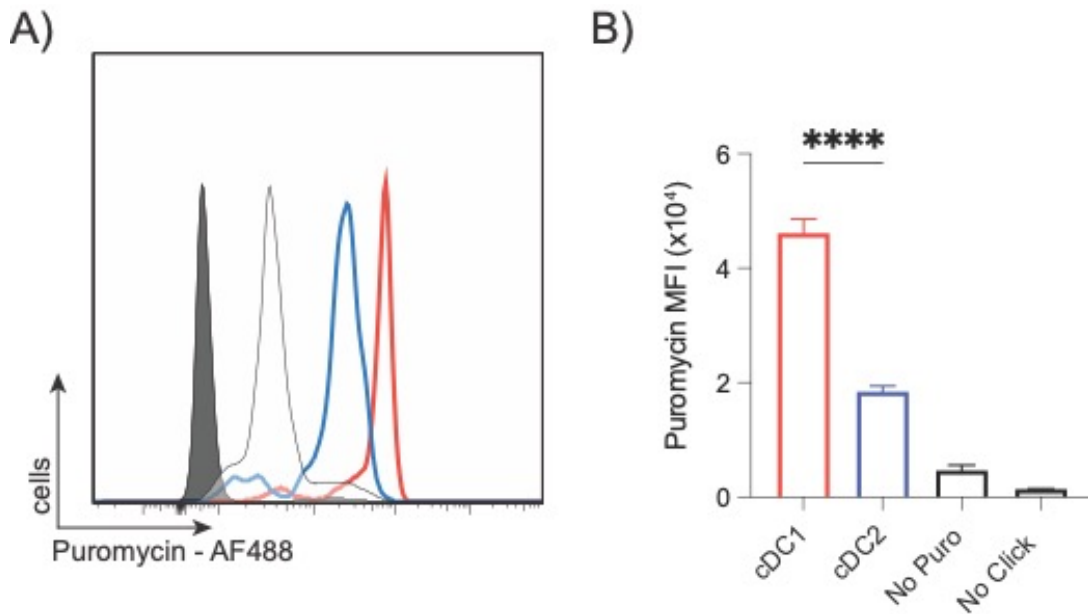 A)
cells
Puromycin - AF488
B)
****
Puromycin MFI (x10⁴)
6
4
2
0
cDC1
cDC2
No Puro
No Click